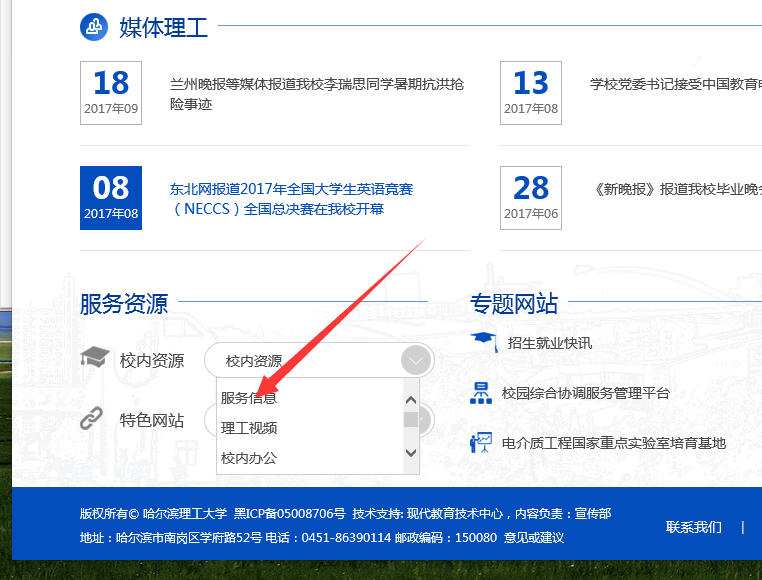 媒体理工
18
2017年09
兰州晚报等媒体报道我校李瑞思同学暑期抗洪抢
险事迹
13
2017年08
学校党委书记接受中国教育
08
2017年08
东北网报道2017年全国大学生英语竞赛
（NECCS）全国总决赛在我校开幕
28
2017年06
《新晚报》报道我校毕业晚
服务资源
专题网站
校内资源
校内资源
服务信息
理工视频
校内办公
特色网站
招生就业快讯
校园综合协调服务管理平台
电介质工程国家重点实验室培育基地
版权所有© 哈尔滨理工大学 黑ICP备05008706号 技术支持: 现代教育技术中心，内容负责：宣传部
地址：哈尔滨市南岗区学府路52号 电话：0451-86390114 邮政编码：150080 意见或建议
联系我们 |